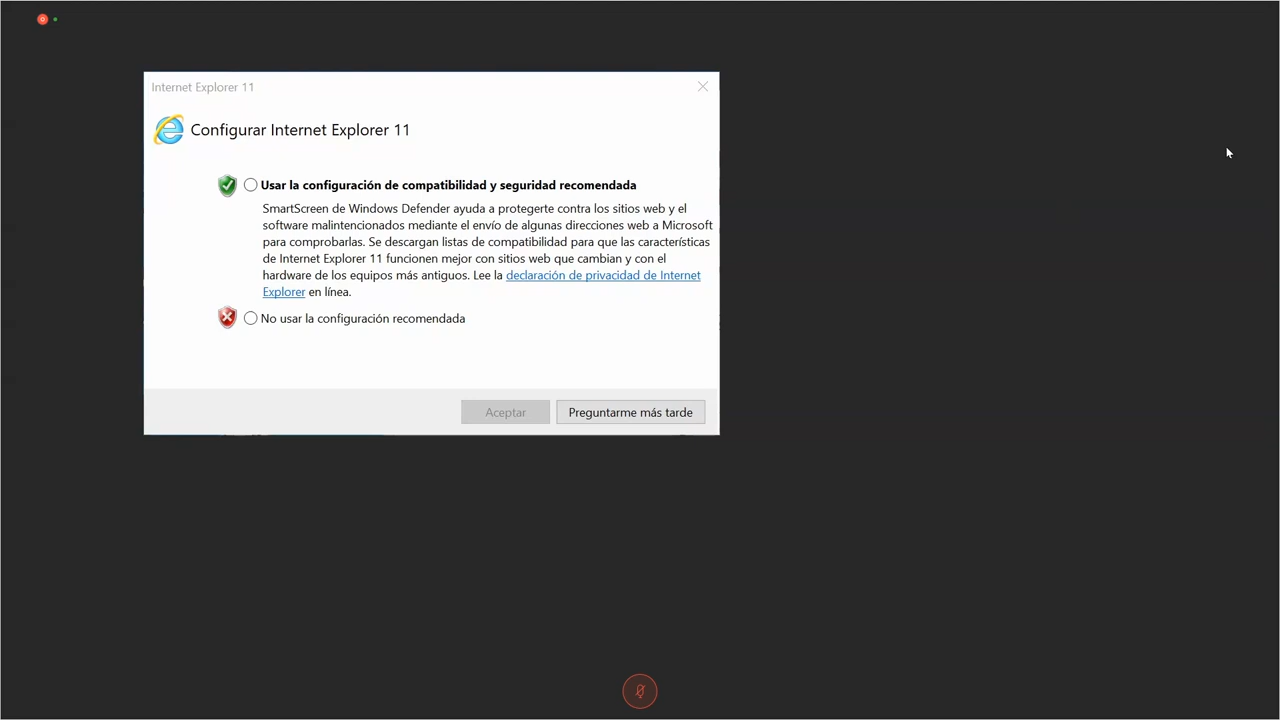 Internet Explorer 11
Configurar Internet Explorer 11
Usar la configuración de compatibilidad y seguridad recomendada
SmartScreen de Windows Defender ayuda a protegerte contra los sitios web y el
software malintencionados mediante el envío de algunas direcciones web a Microsoft
para comprobarlas. Se descargan listas de compatibilidad para que las características
de Internet Explorer 11 funcionen mejor con sitios web que cambian y con el
hardware de los equipos más antiguos. Lee la declaración de privacidad de Internet
Explorer en línea.
No usar la configuración recomendada
Aceptar
Preguntarme más tarde